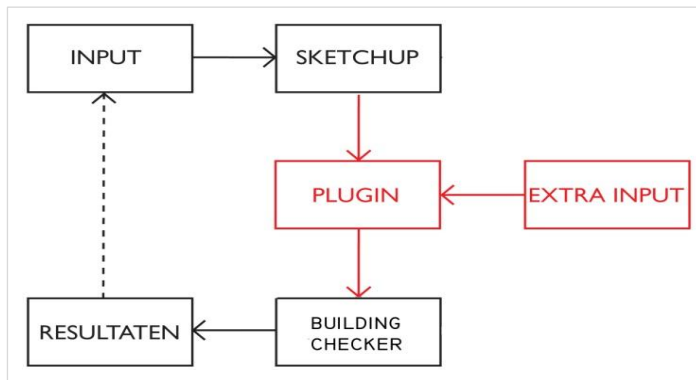 INPUT
SKETCHUP
PLUGIN
EXTRA INPUT
RESULTATEN
BUILDING
CHECKER